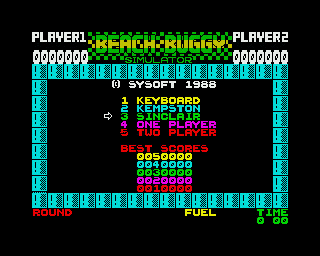 PLAYER1 BEACH BUGGY PLAYER2
0000000 SIMULATOR 0000000
© SYSOFT 1988
1 KEYBOARD
2 KEMPSTON
3 SINCLAIR
4 ONE PLAYER
5 TWO PLAYER
BEST SCORES
0050000
0040000
0030000
0020000
0010000
ROUND FUEL TIME
0 00